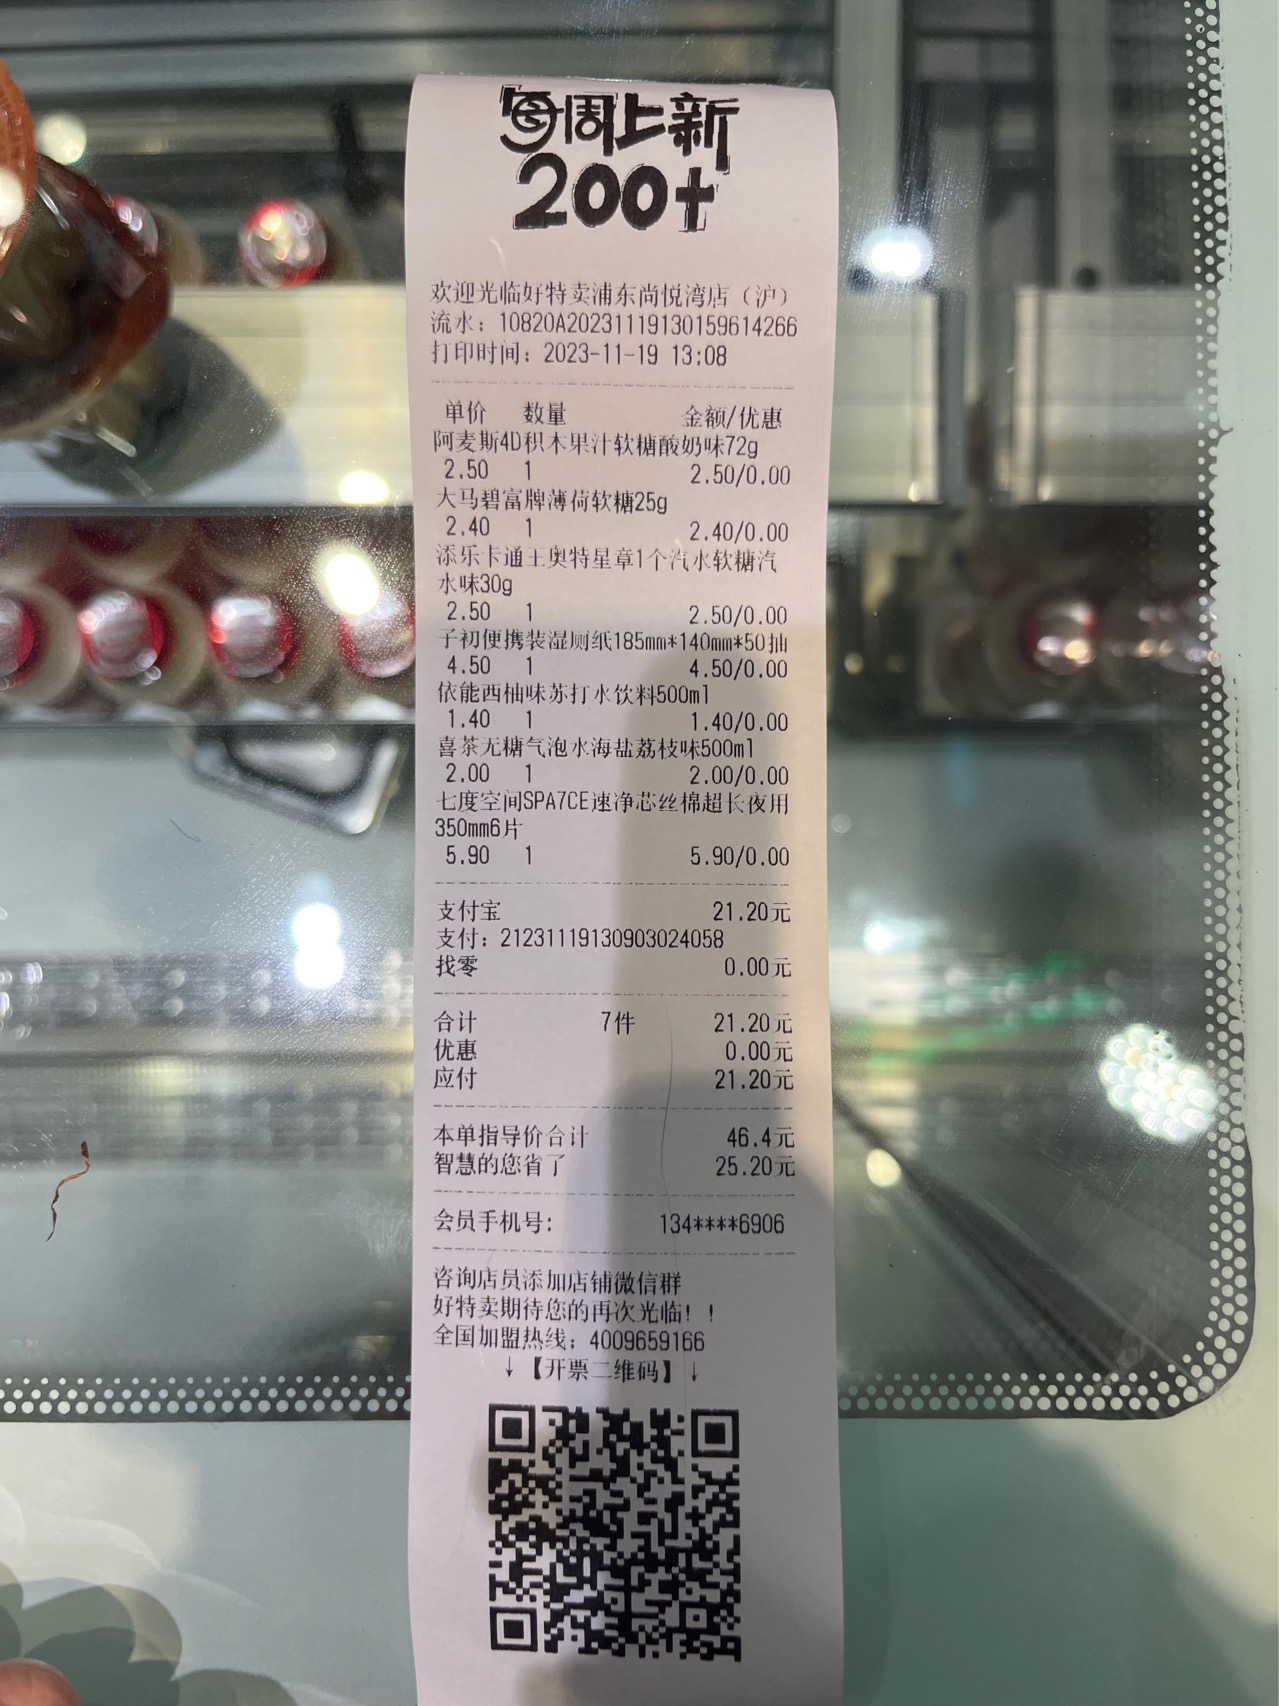 每周上新
200+
欢迎光临好特卖浦东尚悦湾店（沪）
流水：10820A20231119130159614266
打印时间：2023-11-19 13:08
单价 数量 金额/优惠
阿麦斯4D积木果汁软糖酸奶味72g
2.50 1 2.50/0.00
大马碧富牌薄荷软糖25g
2.40 1 2.40/0.00
添乐卡通王奥特星章1个汽水软糖汽
水味30g
2.50 1 2.50/0.00
子初便携装湿厕纸185mm*140mm*50抽
4.50 1 4.50/0.00
依能西柚味苏打水饮料500ml
1.40 1 1.40/0.00
喜茶无糖气泡水海盐荔枝味500ml
2.00 1 2.00/0.00
七度空间SPA7CE速净芯丝棉超长夜用
350mm6片
5.90 1 5.90/0.00
支付宝 21.20元
支付：21231119130903024058
找零 0.00元
合计 7件 21.20元
优惠 0.00元
应付 21.20元
本单指导价合计 46.4元
智慧的您省了 25.20元
会员手机号： 134****6906
咨询店员添加店铺微信群
好特卖期待您的再次光临！！
全国加盟热线：4009659166
↓【开票二维码】↓